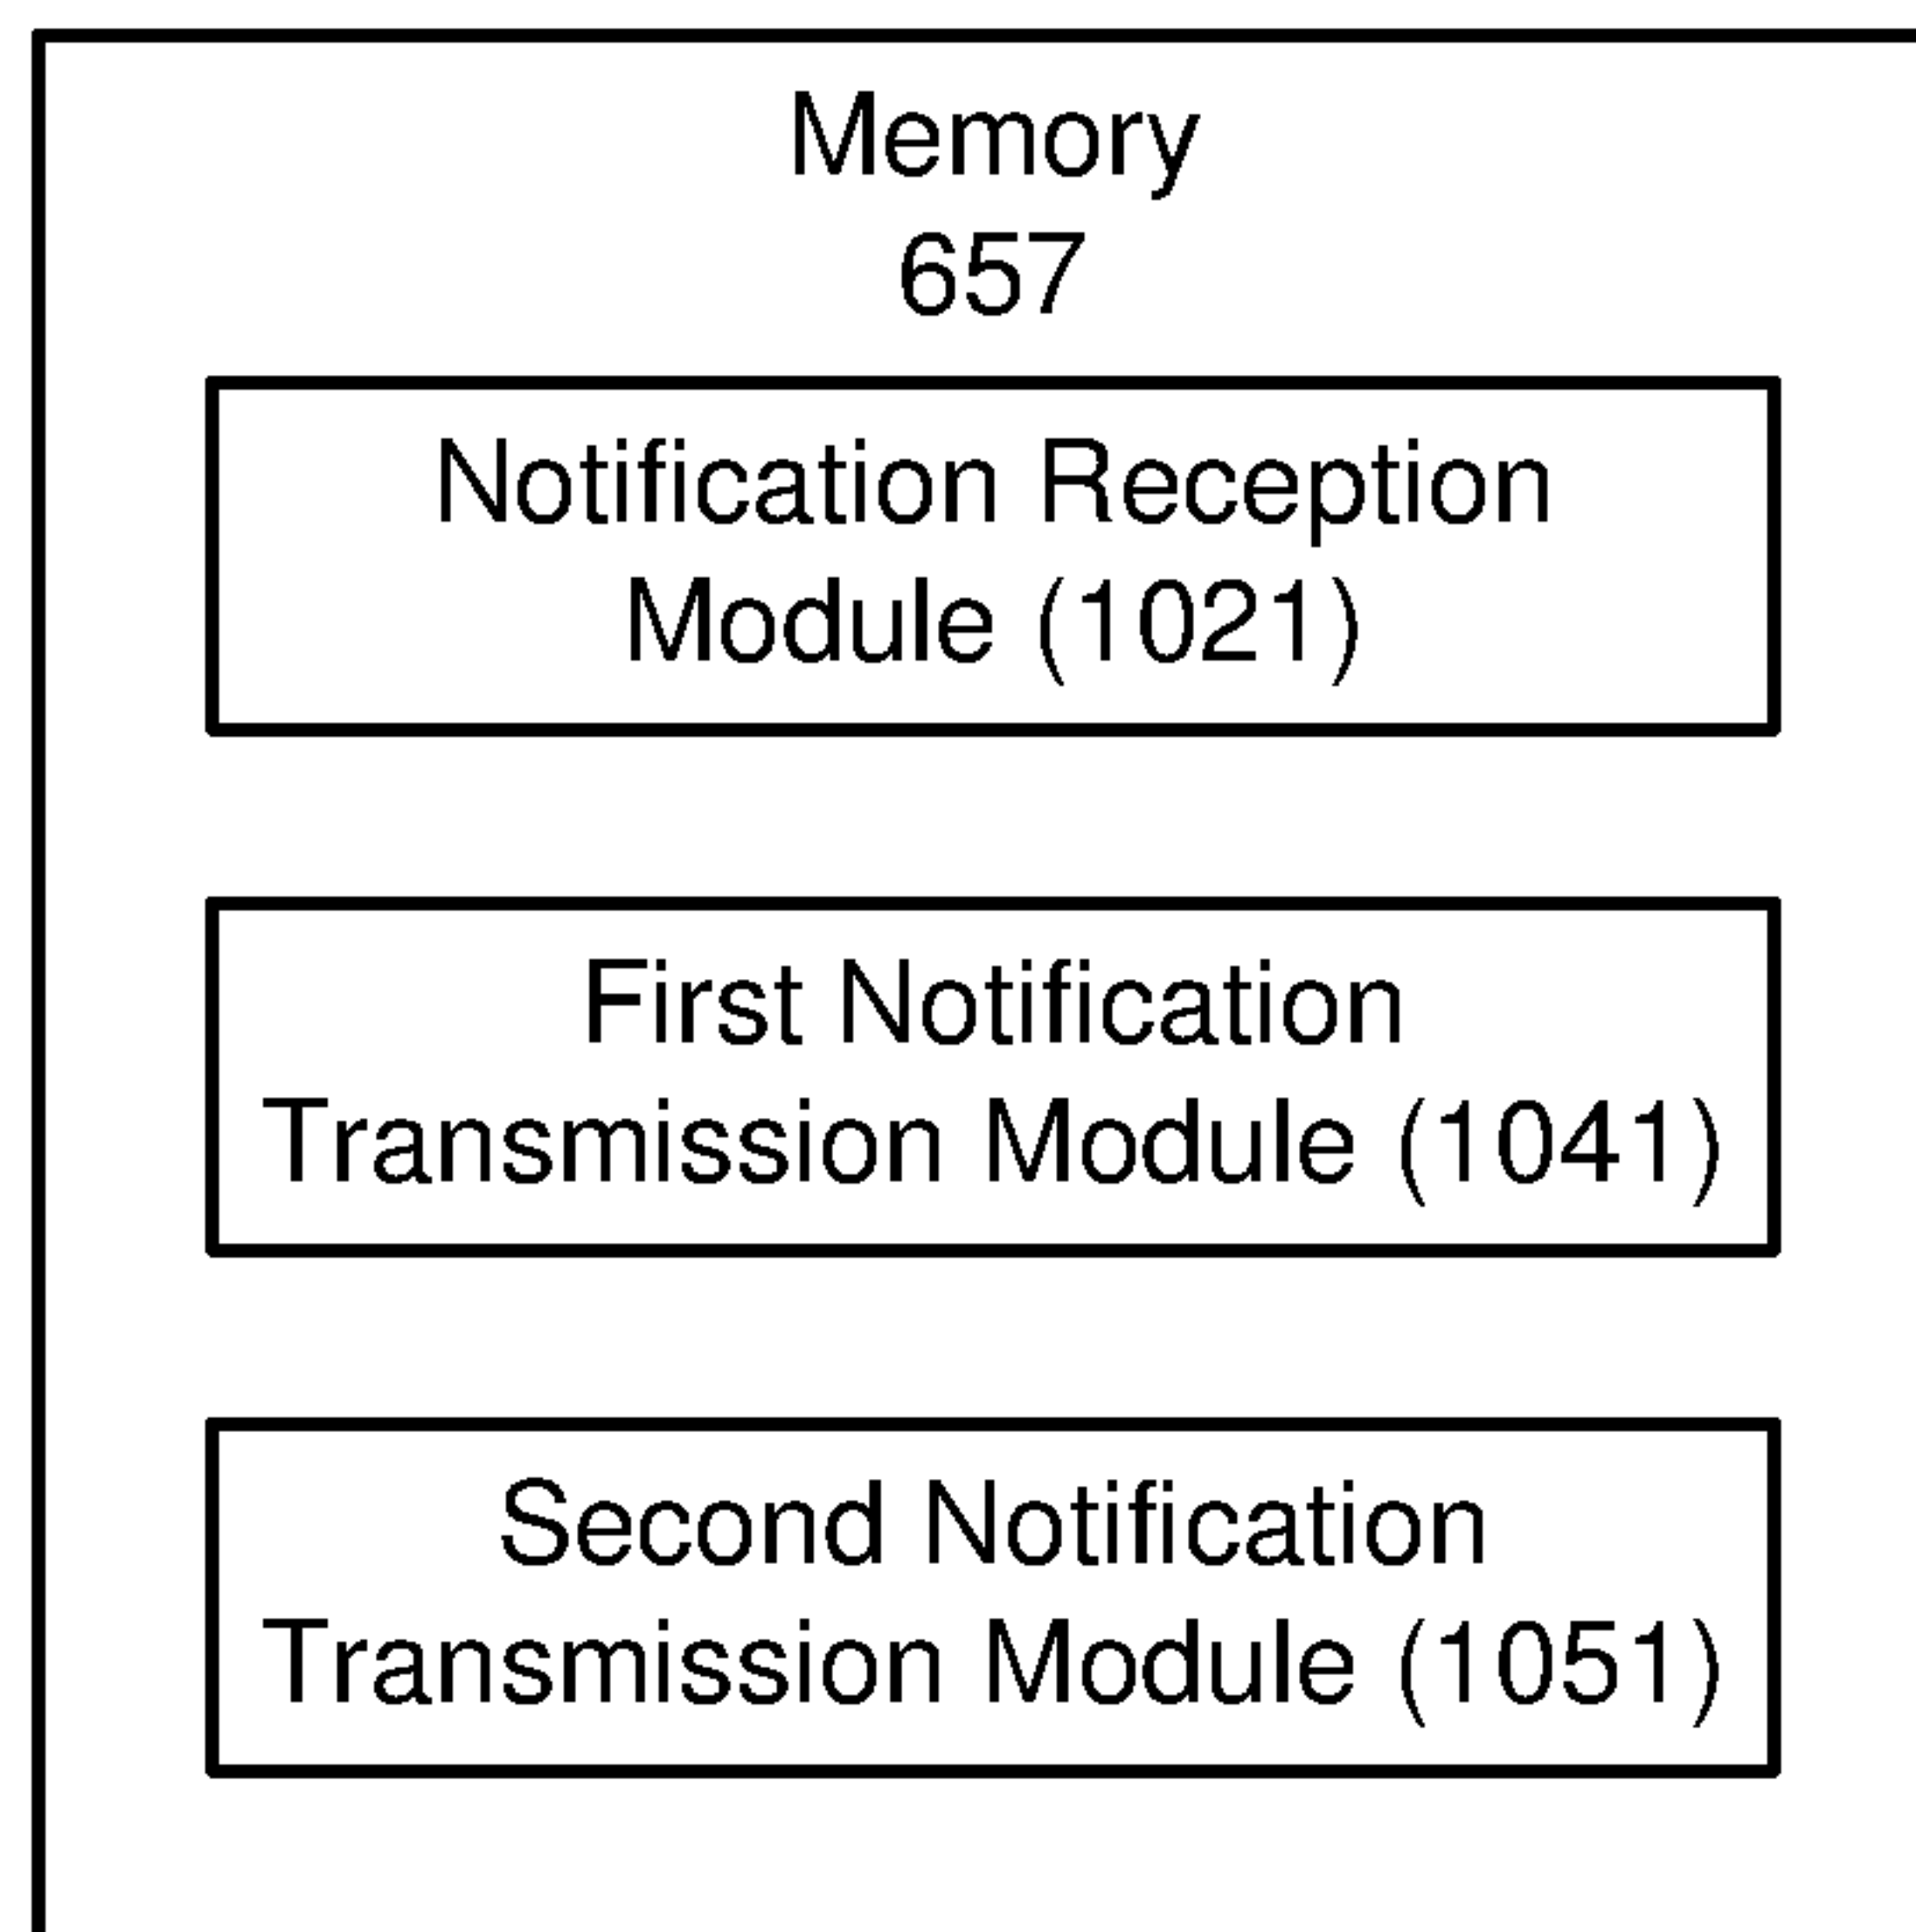 Memory
657
Notification Reception
Module (1021)
First Notification
Transmission Module (1041)
Second Notification
Transmission Module (1051)